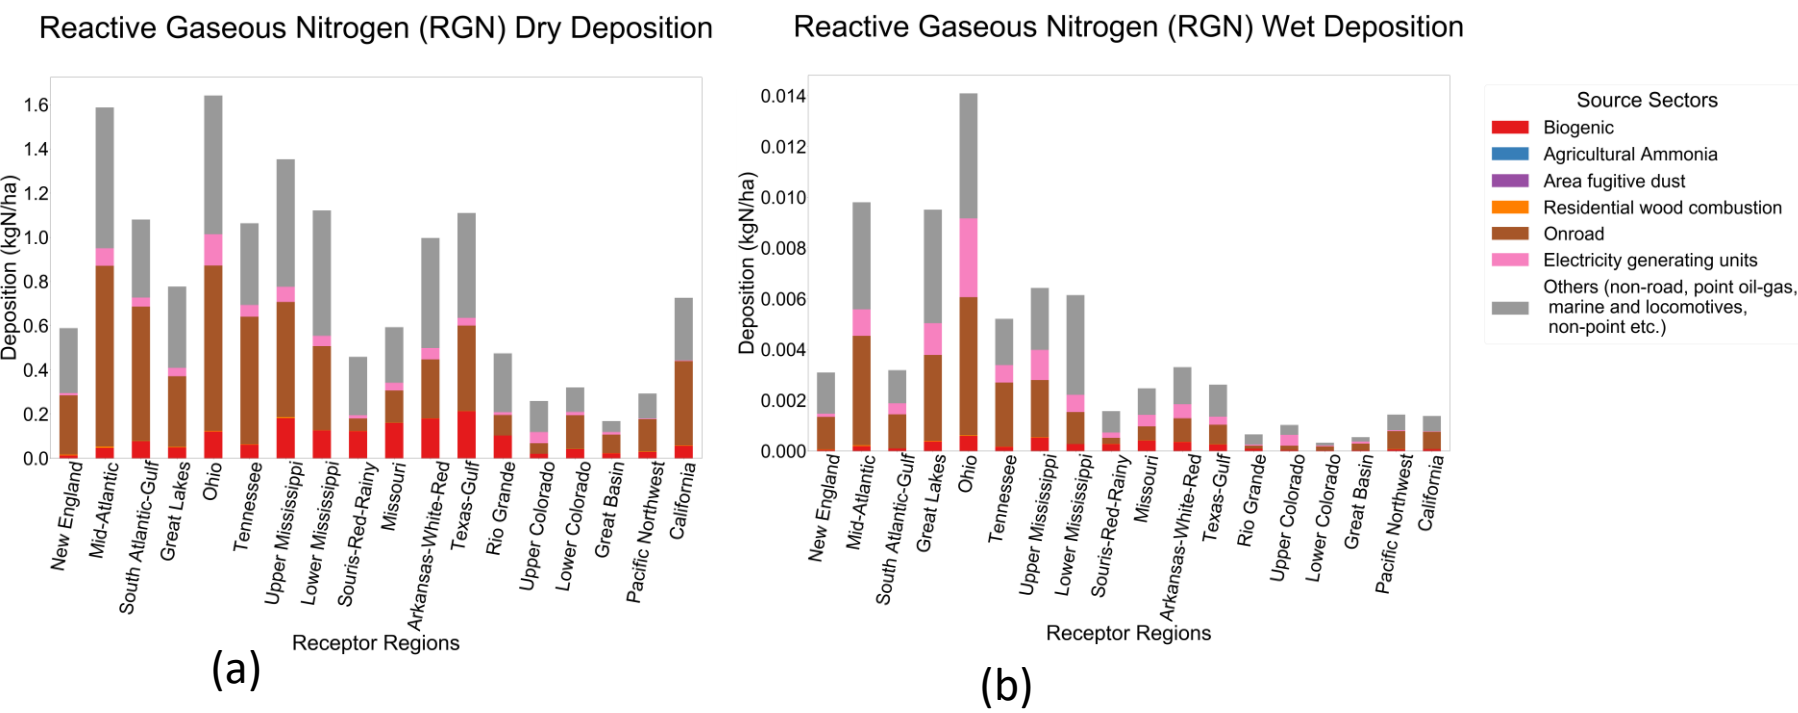 Reactive Gaseous Nitrogen (RGN) Dry Deposition
Deposition (kgN/ha)
1.6
1.4
1.2
1.0
0.8
0.6
0.4
0.2
0.0
New England
Mid-Atlantic
South Atlantic-Gulf
Great Lakes
Ohio
Tennessee
Upper Mississippi
Lower Mississippi
Souris-Red-Rainy
Missouri
Arkansas-White-Red
Texas-Gulf
Rio Grande
Upper Colorado
Lower Colorado
Great Basin
Pacific Northwest
California
Receptor Regions
(a)
Reactive Gaseous Nitrogen (RGN) Wet Deposition
Deposition (kgN/ha)
0.014
0.012
0.010
0.008
0.006
0.004
0.002
0.000
New England
Mid-Atlantic
South Atlantic-Gulf
Great Lakes
Ohio
Tennessee
Upper Mississippi
Lower Mississippi
Souris-Red-Rainy
Missouri
Arkansas-White-Red
Texas-Gulf
Rio Grande
Upper Colorado
Lower Colorado
Great Basin
Pacific Northwest
California
Receptor Regions
(b)
Source Sectors
Biogenic
Agricultural Ammonia
Area fugitive dust
Residential wood combustion
Onroad
Electricity generating units
Others (non-road, point oil-gas,
marine and locomotives,
non-point etc.)